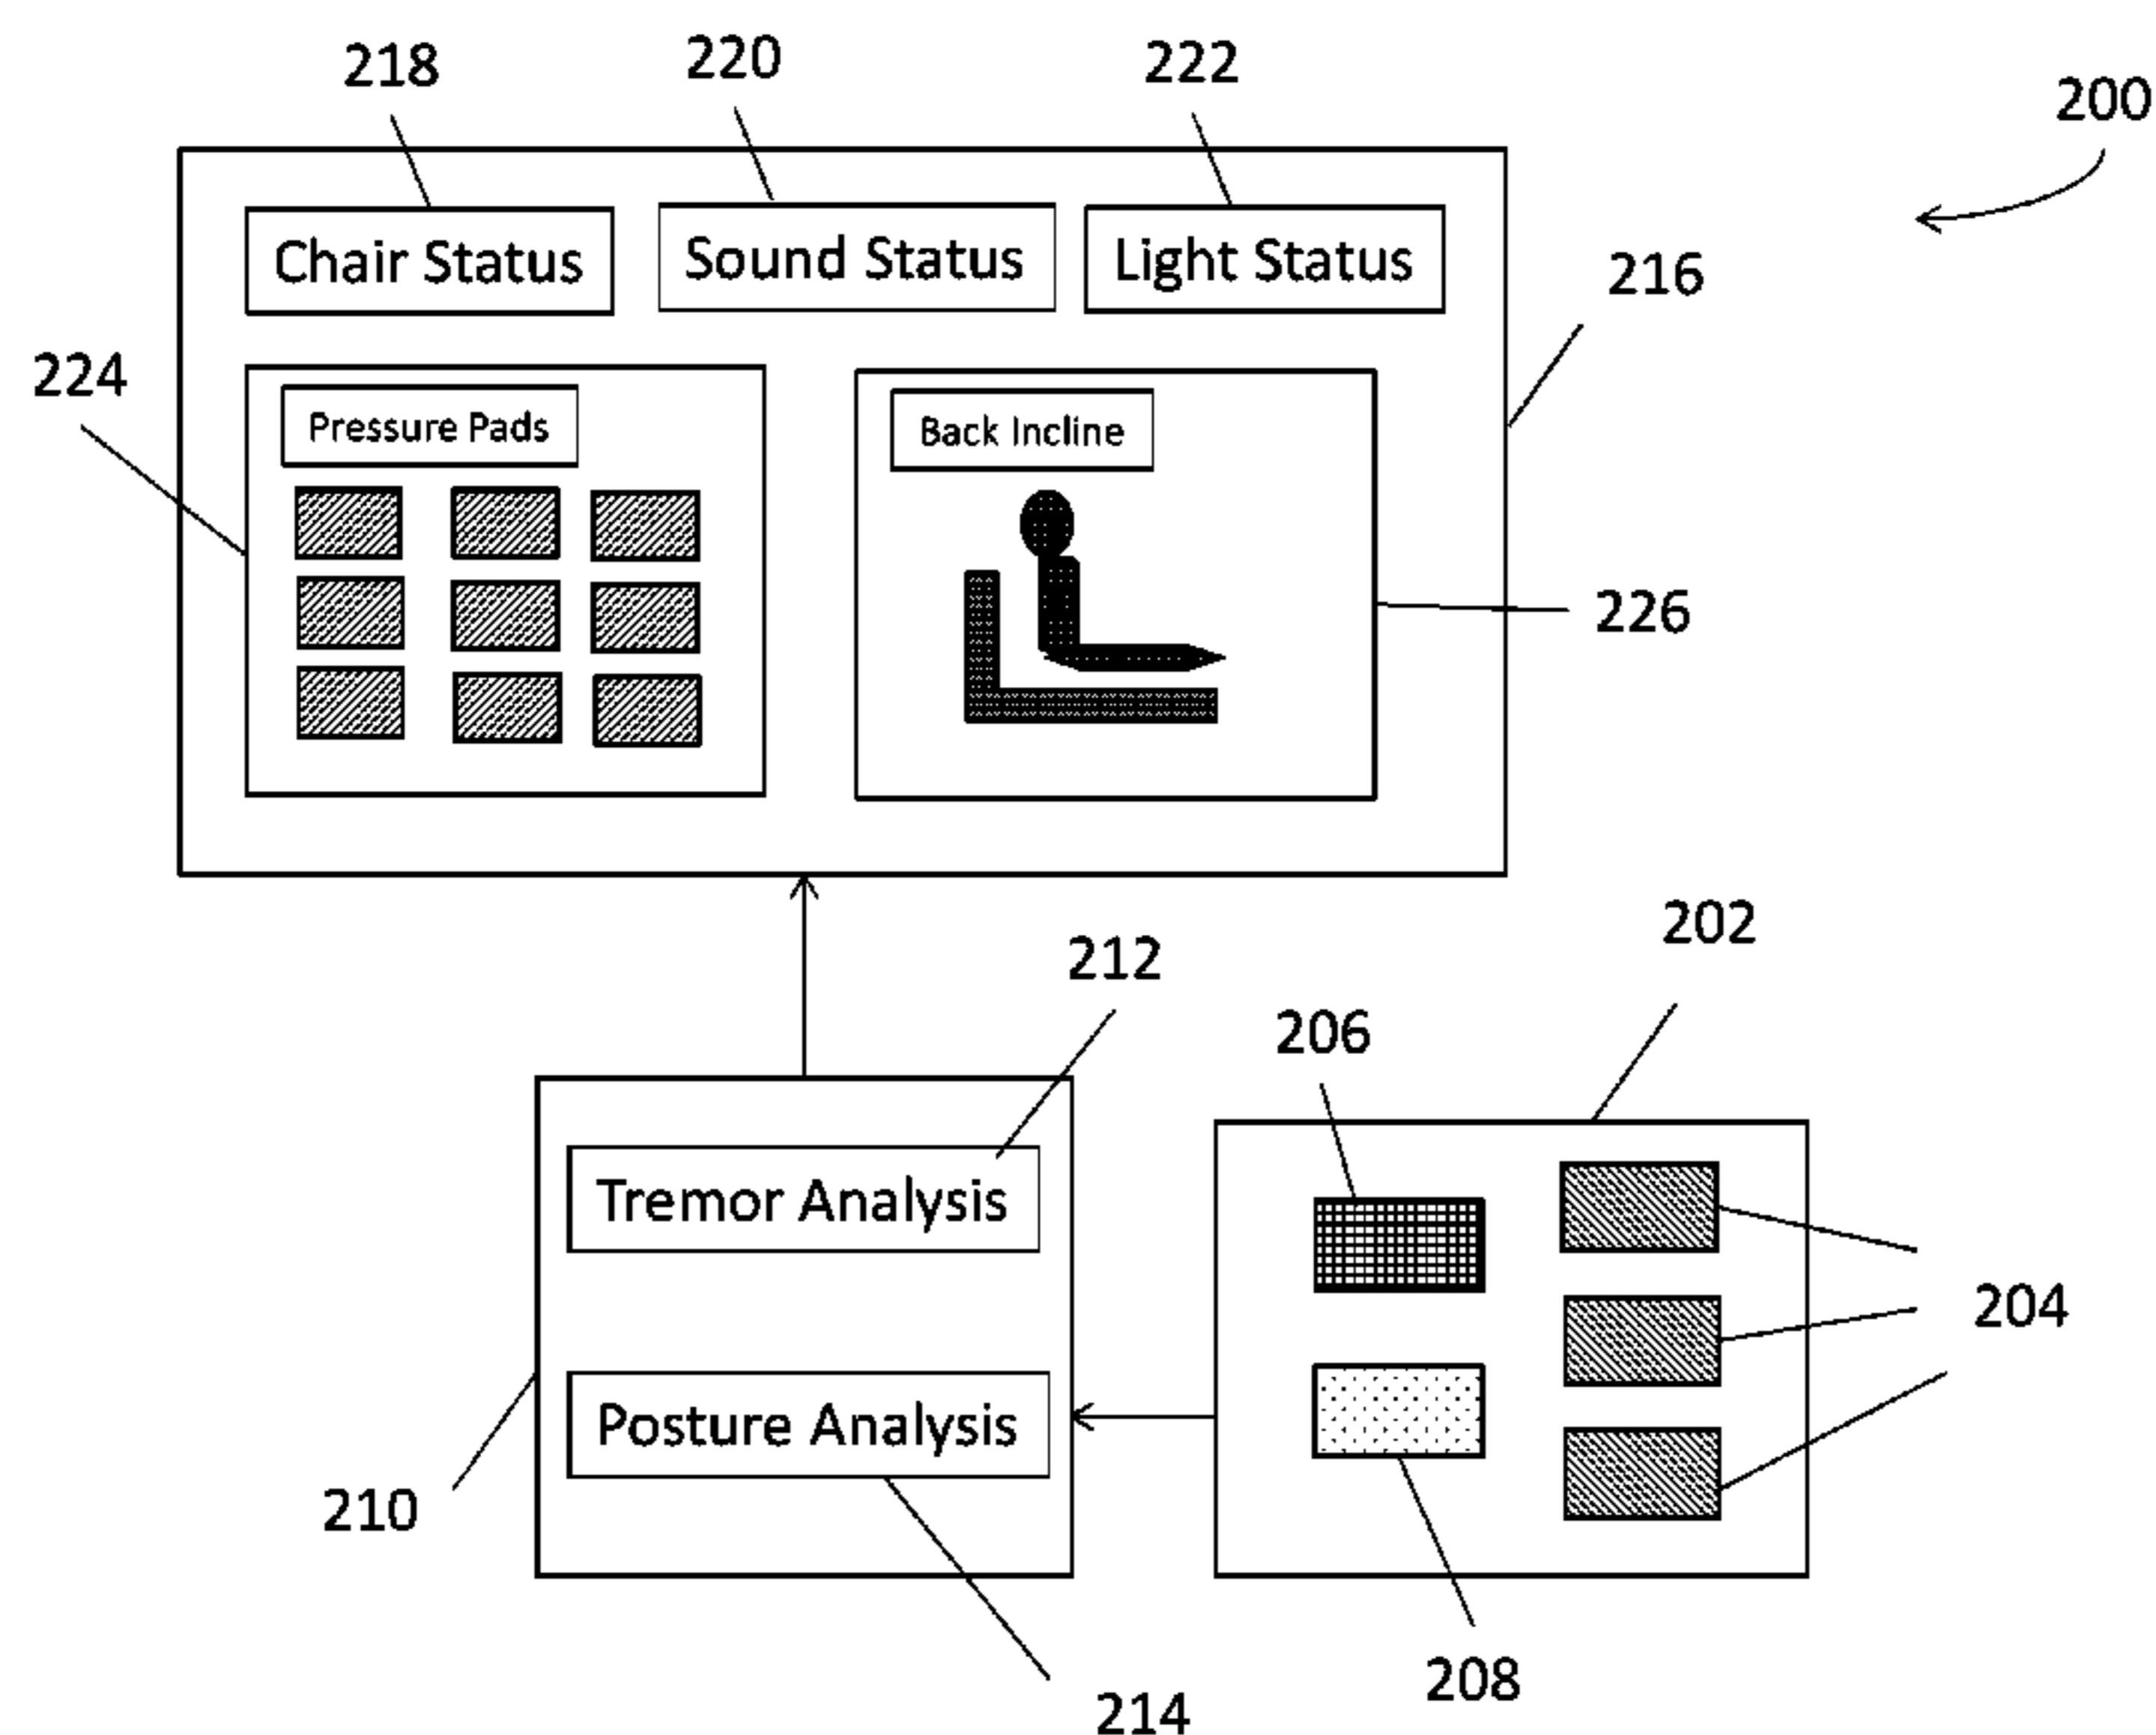 218
220
222
200
Chair Status
Sound Status
Light Status
216
224
Pressure Pads
Back Incline
226
202
212
206
Tremor Analysis
204
Posture Analysis
210
208
214